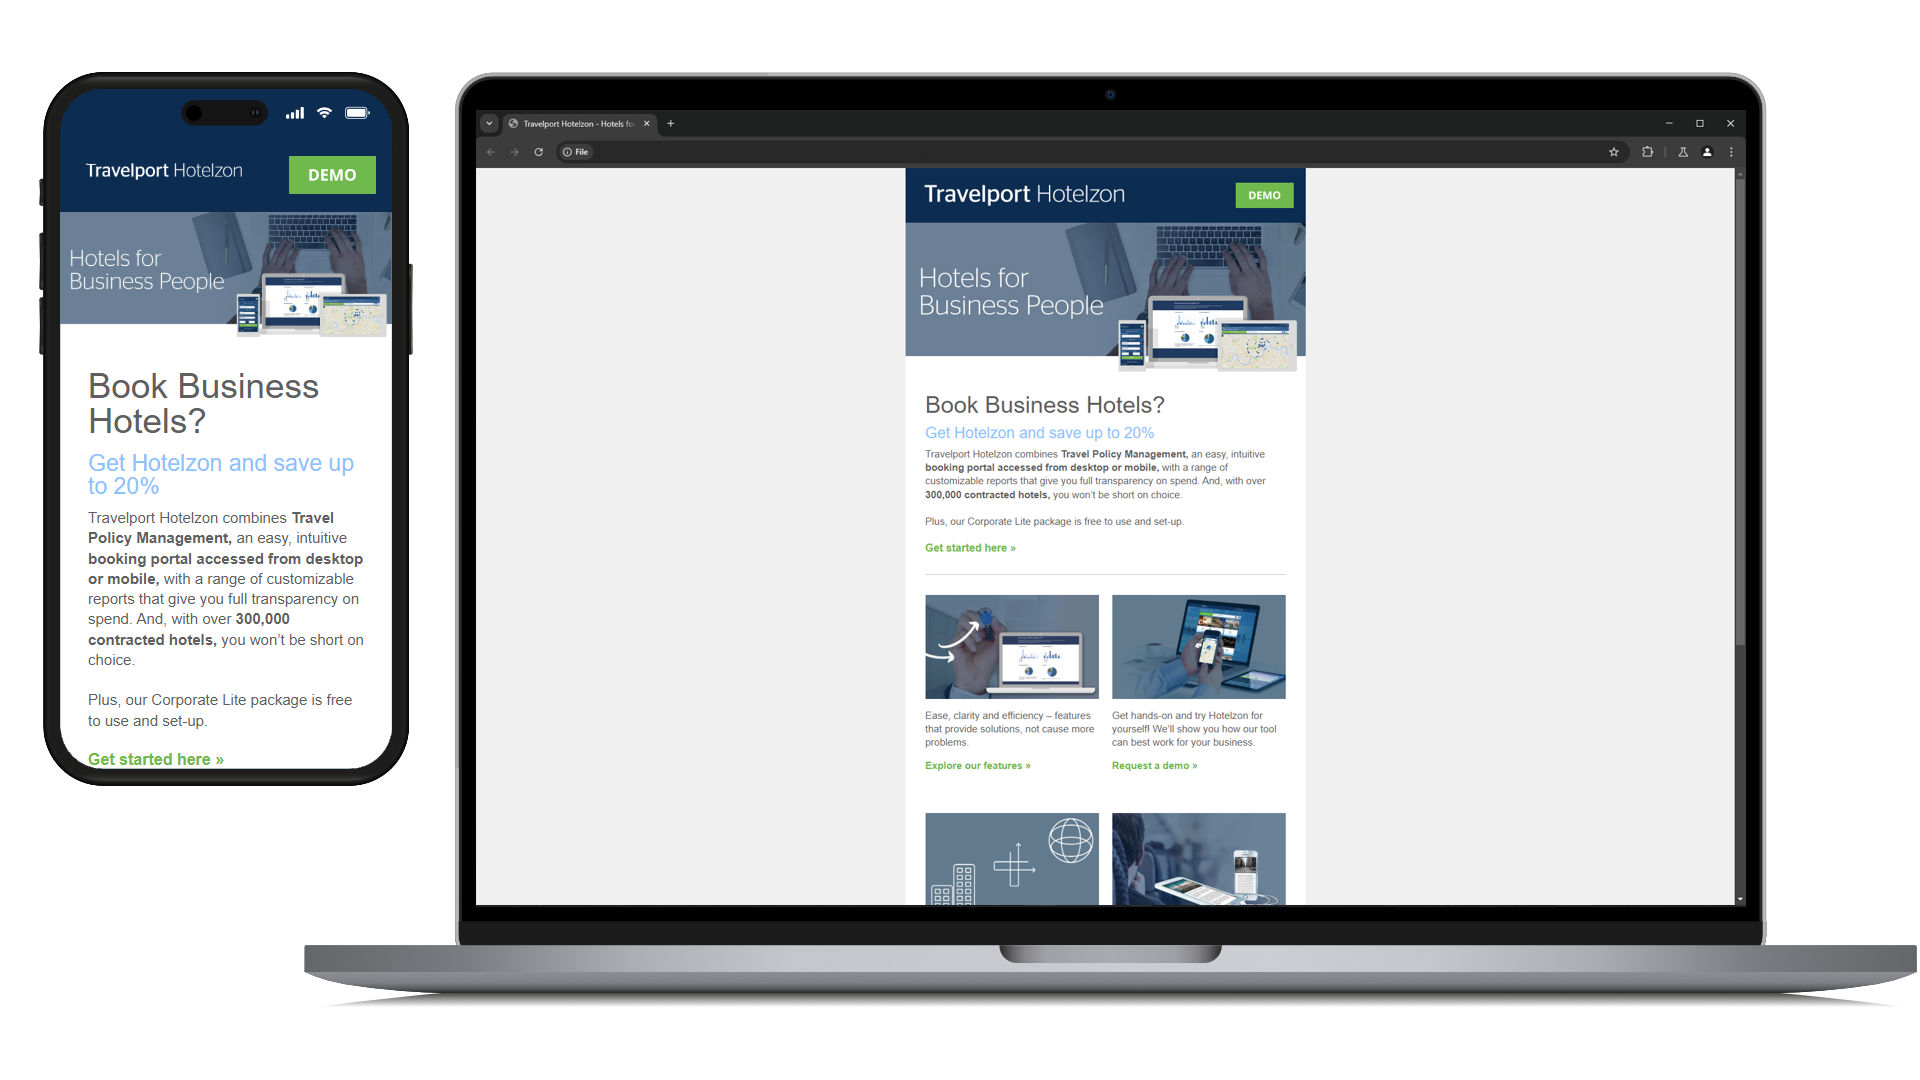 Travelport Hotelzon
DEMO
Hotels for
Business People
Book Business
Hotels?
Get Hotelzon and save up
to 20%
Travelport Hotelzon combines Travel
Policy Management, an easy, intuitive
booking portal accessed from desktop
or mobile, with a range of customizable
reports that give you full transparency on
spend. And, with over 300,000
contracted hotels, you won’t be short on
choice.
Plus, our Corporate Lite package is free
to use and set-up.
Get started here »
Travelport Hotelzon - Hotels fo
File
Travelport Hotelzon
DEMO
Hotels for
Business People
Book Business Hotels?
Get Hotelzon and save up to 20%
Travelport Hotelzon combines Travel Policy Management, an easy, intuitive
booking portal accessed from desktop or mobile, with a range of
customizable reports that give you full transparency on spend. And, with over
300,000 contracted hotels, you won’t be short on choice.
Plus, our Corporate Lite package is free to use and set-up.
Get started here »
Ease, clarity and efficiency – features
that provide solutions, not cause more
problems.
Explore our features »
Get hands-on and try Hotelzon for
yourself! We’ll show you how our tool
can best work for your business.
Request a demo »